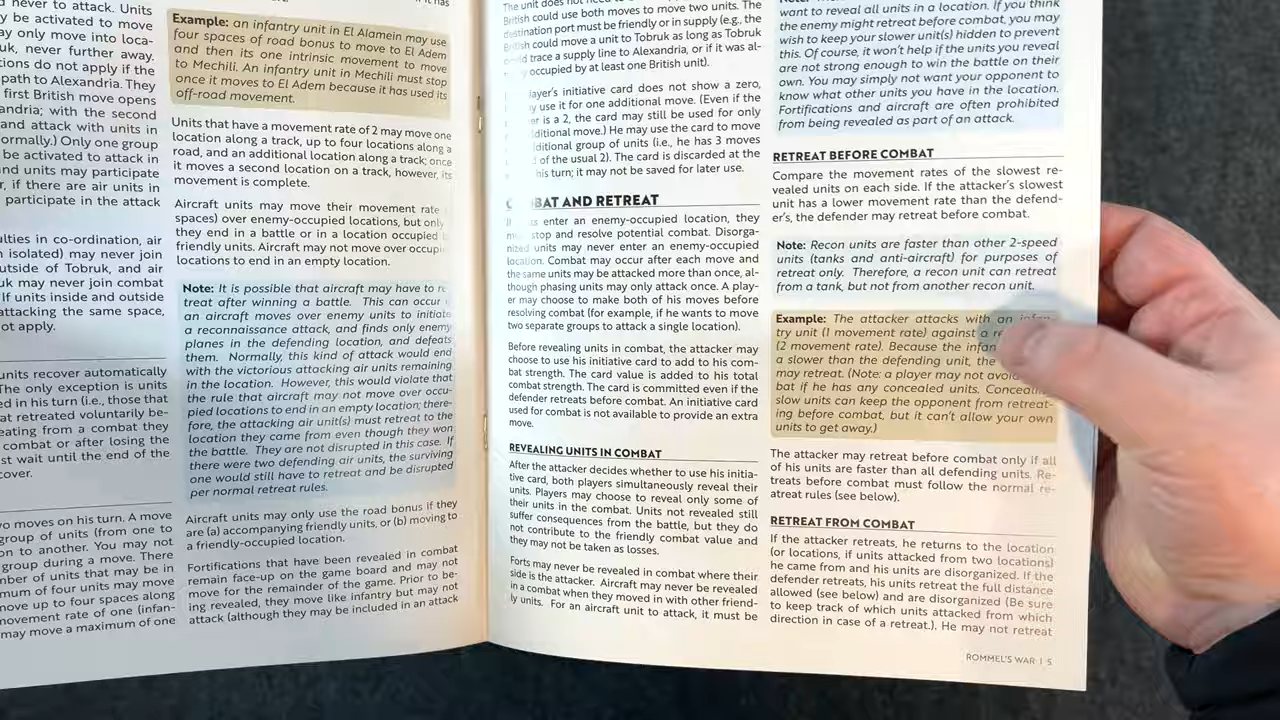 never to attack. Units
be activated to move
ay only move into loca-
uk, never further away.
tions do not apply if the
path to Alexandria. They
first British move opens
andria; with the second
and attack with units in
ormally.) Only one group
be activated to attack in
nd units may participate
r, if there are air units in
participate in the attack
ulties in co-ordination, air
isolated) may never join
utside of Tobruk, and air
uk may never join combat
If units inside and outside
attacking the same space,
ot apply.
units recover automatically
The only exception is units
ed in his turn (i.e., those that
at retreated voluntarily be-
eating from a combat they
combat or after losing the
st wait until the end of the
cover.
wo moves on his turn. A move
group of units (from one to
on to another. You may not
group during a move. There
mber of units that may be in
mum of four units may move
move up to four spaces along
movement rate of one (infan-
may move a maximum of one
Example: an infantry unit in El Alamein may use
four spaces of road bonus to move to El Adem
and then its one intrinsic movement to move
to Mechili. An infantry unit in Mechili must stop
once it moves to El Adem because it has used its
off-road movement.
Units that have a movement rate of 2 may move one
location along a track, up to four locations along a
road, and an additional location along a track; once
it moves a second location on a track, however, its
movement is complete.
Aircraft units may move their movement rate
spaces) over enemy-occupied locations, but only
they end in a battle or in a location occupied
friendly units. Aircraft may not move over occupi
locations to end in an empty location.
Note: It is possible that aircraft may have to re
treat after winning a battle. This can occur
an aircraft moves over enemy units to initiate
a reconnaissance attack, and finds only enemy
planes in the defending location, and defeats
them. Normally, this kind of attack would end
with the victorious attacking air units remaining
in the location. However, this would violate that
the rule that aircraft may not move over occu-
pied locations to end in an empty location; there-
fore, the attacking air unit(s) must retreat to the
location they came from even though they won
the battle. They are not disrupted in this case. If
there were two defending air units, the surviving
one would still have to retreat and be disrupted
per normal retreat rules.
Aircraft units may only use the road bonus if they
are (a) accompanying friendly units, or (b) moving to
a friendly-occupied location.
Fortifications that have been revealed in combat
remain face-up on the game board and may not
move for the remainder of the game. Prior to be-
ing revealed, they move like infantry but may not
attack (although they may be included in an attack
The unit does not need to
British could use both moves to move two units. The
destination port must be friendly or in supply (e.g., the
British could move a unit to Tobruk as long as Tobruk
trace a supply line to Alexandria, or if it was al-
occupied by at least one British unit).
ayer's initiative card does not show a zero,
use it for one additional move. (Even if the
er is a 2, the card may still be used for only
ditional move.) He may use the card to move
ditional group of units (i.e., he has 3 moves
of the usual 2). The card is discarded at the
his turn; it may not be saved for later use.
BAT AND RETREAT
enter an enemy-occupied location, they
stop and resolve potential combat. Disorga-
nized units may never enter an enemy-occupied
location. Combat may occur after each move and
the same units may be attacked more than once, al-
though phasing units may only attack once. A play-
er may choose to make both of his moves before
resolving combat (for example, if he wants to move
two separate groups to attack a single location).
Before revealing units in combat, the attacker may
choose to use his initiative card to add to his com-
bat strength. The card value is added to his total
combat strength. The card is committed even if the
defender retreats before combat. An initiative card
used for combat is not available to provide an extra
move.
REVEALING UNITS IN COMBAT
After the attacker decides whether to use his initia-
tive card, both players simultaneously reveal their
units. Players may choose to reveal only some of
their units in the combat. Units not revealed still
suffer consequences from the battle, but they do
not contribute to the friendly combat value and
they may not be taken as losses.
Forts may never be revealed in combat where their
side is the attacker. Aircraft may never be revealed
in a combat when they moved in with other friend-
ly units. For an aircraft unit to attack, it must be
want to reveal all units in a location. If you think
the enemy might retreat before combat, you may
wish to keep your slower unit(s) hidden to prevent
this. Of course, it won't help if the units you reveal
are not strong enough to win the battle on their
own. You may simply not want your opponent to
know what other units you have in the location.
Fortifications and aircraft are often prohibited
from being revealed as part of an attack.
RETREAT BEFORE COMBAT
Compare the movement rates of the slowest re-
vealed units on each side. If the attacker's slowest
unit has a lower movement rate than the defend-
er's, the defender may retreat before combat.
Note: Recon units are faster than other 2-speed
units (tanks and anti-aircraft) for purposes of
retreat only. Therefore, a recon unit can retreat
from a tank, but not from another recon unit.
Example: The attacker attacks with an infan-
try unit (1 movement rate) against a re
(2 movement rate). Because the infan
a slower than the defending unit, the
may retreat. (Note: a player may not avoid
bat if he has any concealed units. Concealin
slow units can keep the opponent from retreat-
ing before combat, but it can't allow your own
units to get away.)
The attacker may retreat before combat only if all
of his units are faster than all defending units. Re-
treats before combat must follow the normal re-
atreat rules (see below).
RETREAT FROM COMBAT
If the attacker retreats, he returns to the location
(or locations, if units attacked from two locations)
he came from and his units are disorganized. If the
defender retreats, his units retreat the full distance
allowed (see below) and are disorganized (Be sure
to keep track of which units attacked from which
direction in case of a retreat.). He may not retreat
ROMMEL'S WAR | 5